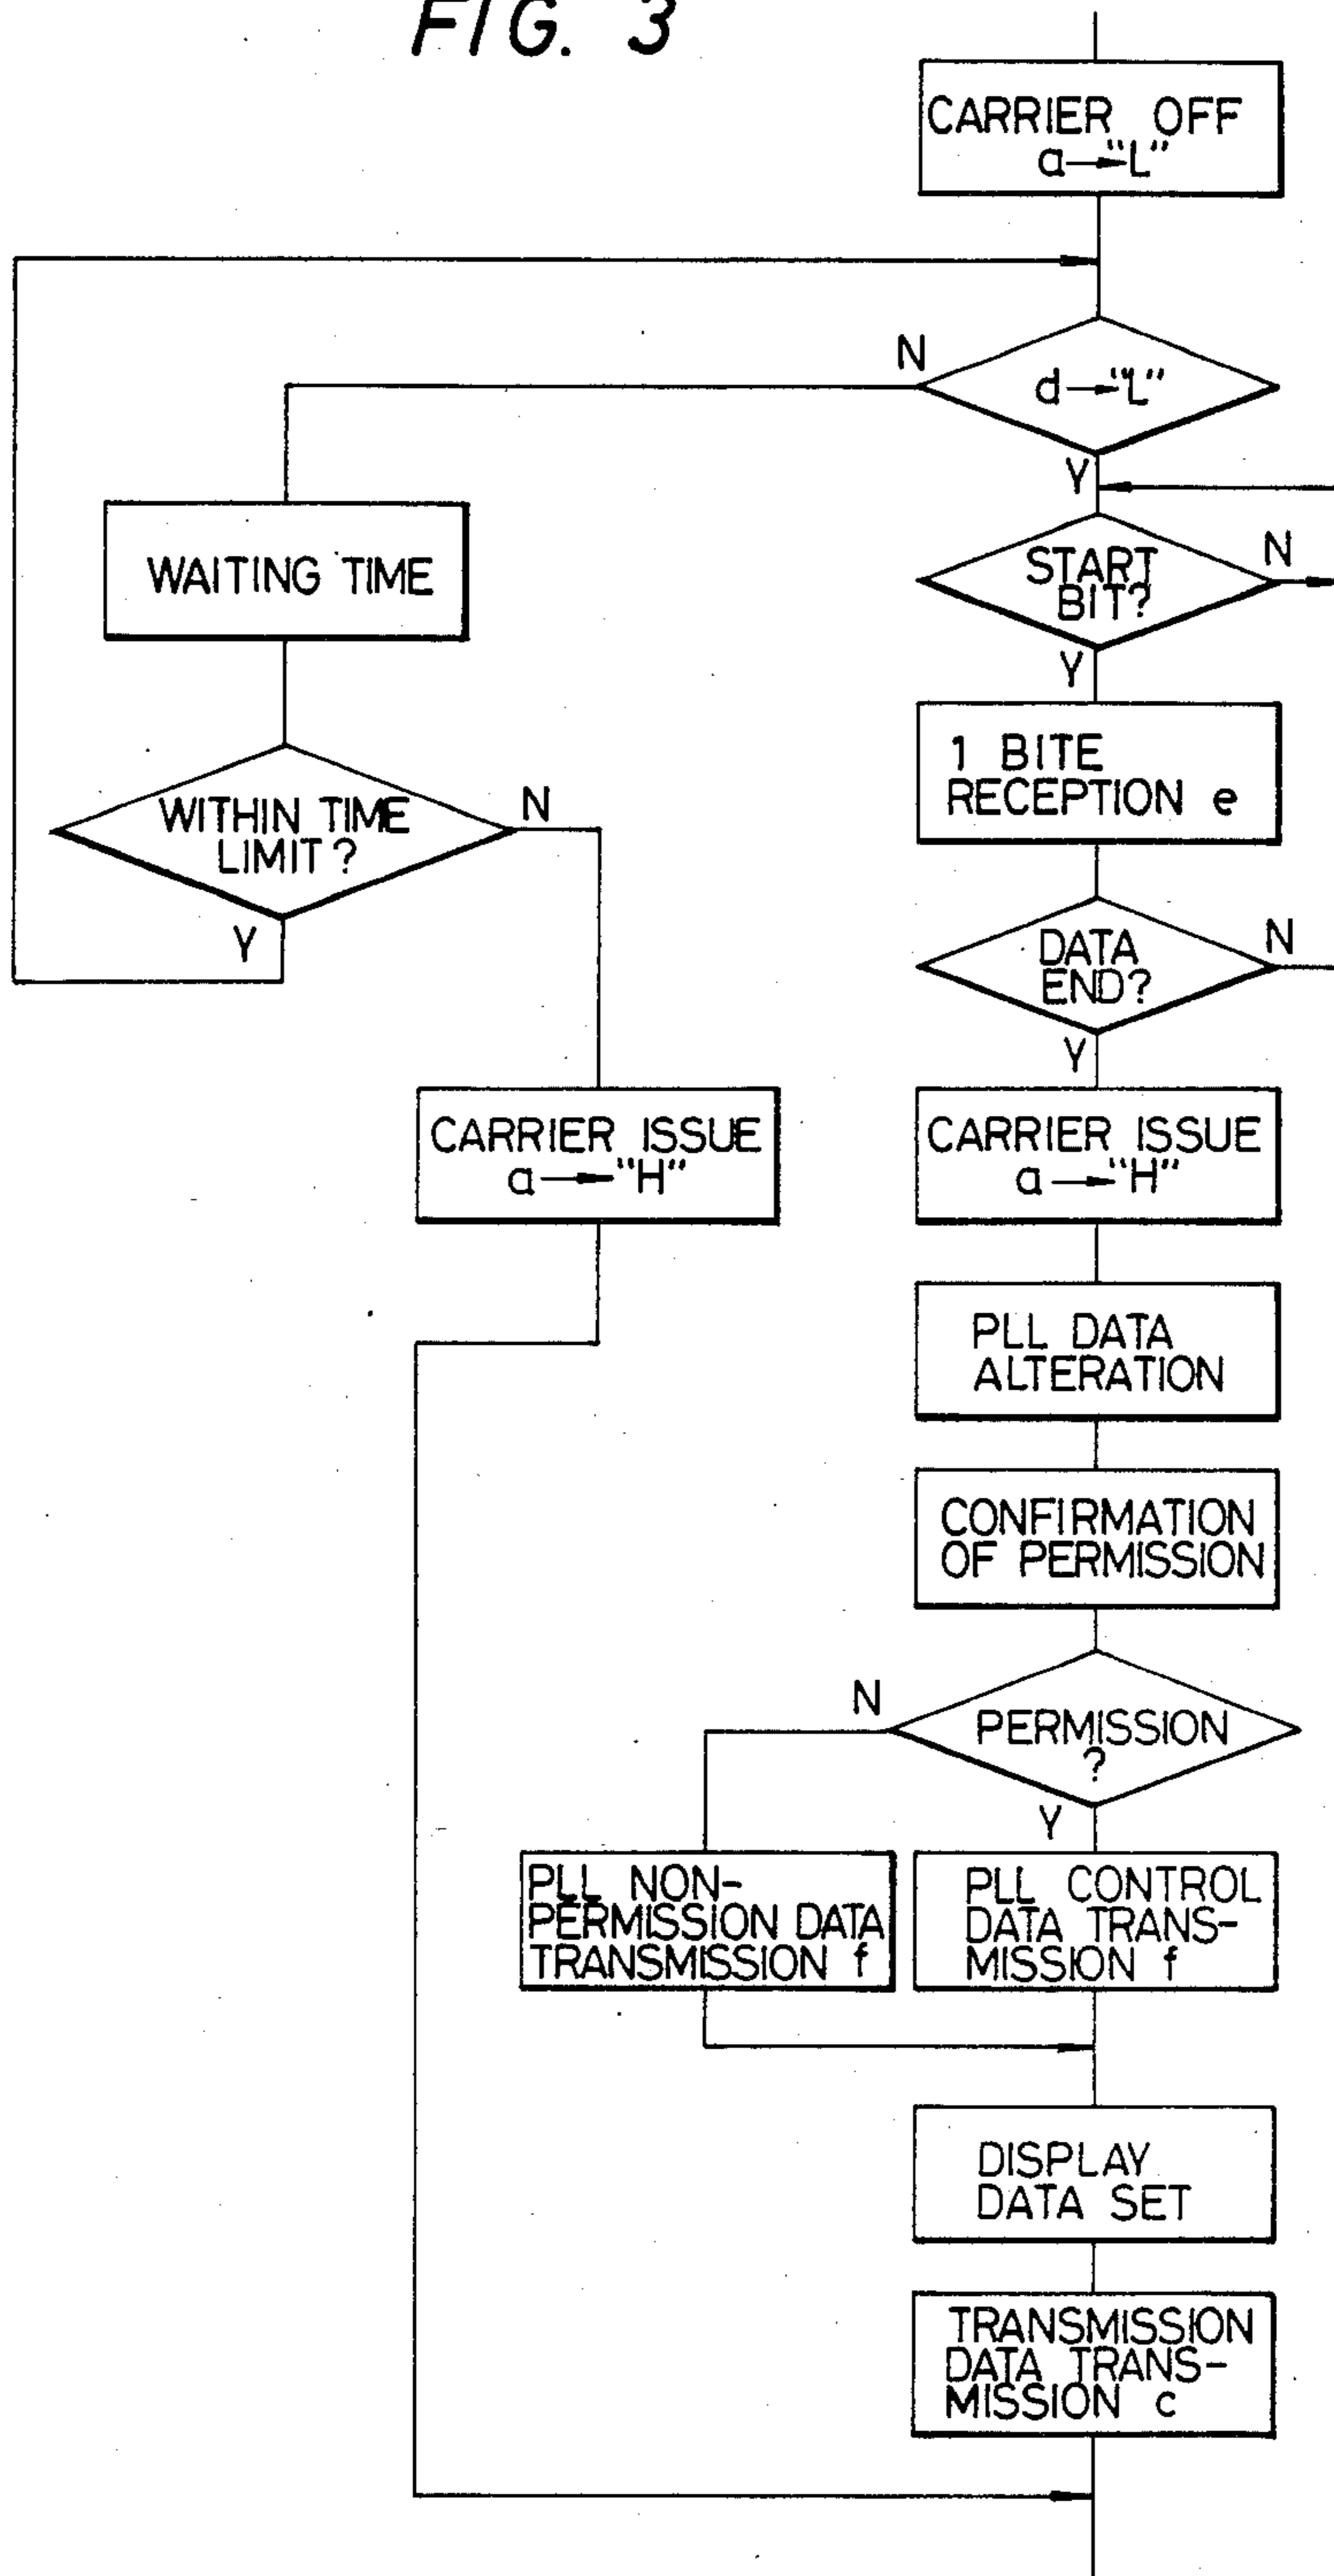 FIG. 3
CARRIER OFF
a→"L"
N
d→"L"
Y
WAITING TIME
START
BIT?
N
Y
1 BITE
RECEPTION e
WITHIN TIME
LIMIT?
N
Y
DATA
END?
N
Y
CARRIER ISSUE
a→"H"
CARRIER ISSUE
a→"H"
PLL DATA
ALTERATION
CONFIRMATION
OF PERMISSION
N
PERMISSION
?
Y
PLL NON-
PERMISSION DATA
TRANSMISSION f
PLL CONTROL
DATA TRANS-
MISSION f
DISPLAY
DATA SET
TRANSMISSION
DATA TRANS-
MISSION c